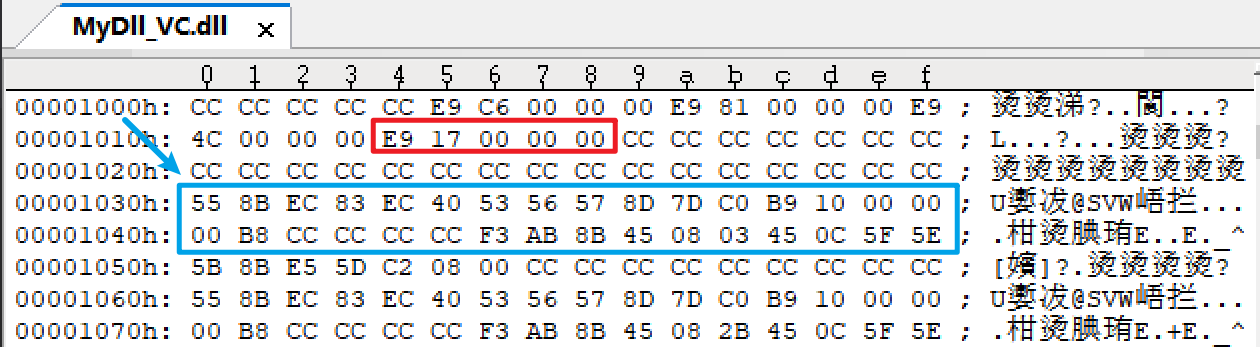 MyDll_VC.dll ×
0 1 2 3 4 5 6 7 8 9 a b c d e f
00001000h: CC CC CC CC CC E9 C6 00 00 00 E9 81 00 00 00 E9 ; 烫烫涕?..閬...?
00001010h: 4C 00 00 00 E9 17 00 00 00 CC CC CC CC CC CC CC ; L...?...烫烫烫?
00001020h: CC CC CC CC CC CC CC CC CC CC CC CC CC CC CC CC ; 烫烫烫烫烫烫烫烫
00001030h: 55 8B EC 83 EC 40 53 56 57 8D 7D C0 B9 10 00 00 ; U嬱冹@SVW峿拦...
00001040h: 00 B8 CC CC CC CC F3 AB 8B 45 08 03 45 0C 5F 5E ; .柑烫腆珛E..E._^
00001050h: 5B 8B E5 5D C2 08 00 CC CC CC CC CC CC CC CC CC ; [嬪]?.烫烫烫烫?
00001060h: 55 8B EC 83 EC 40 53 56 57 8D 7D C0 B9 10 00 00 ; U嬱冹@SVW峿拦...
00001070h: 00 B8 CC CC CC CC F3 AB 8B 45 08 2B 45 0C 5F 5E ; .柑烫腆珛E.+E._^